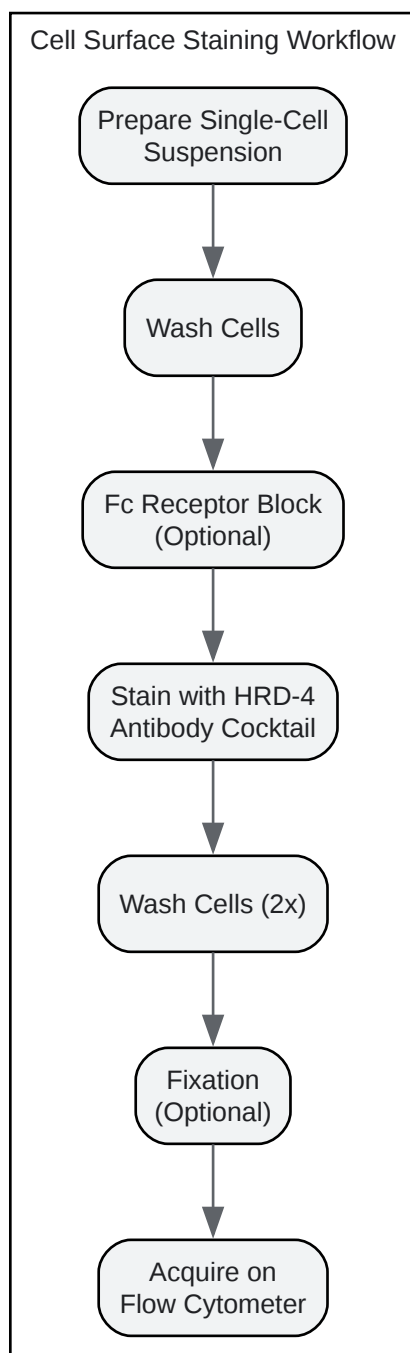 Cell Surface Staining Workflow
Prepare Single-Cell
Suspension
Wash Cells
Fc Receptor Block
(Optional)
Stain with HRD-4
Antibody Cocktail
Wash Cells (2x)
Fixation
(Optional)
Acquire on
Flow Cytometer